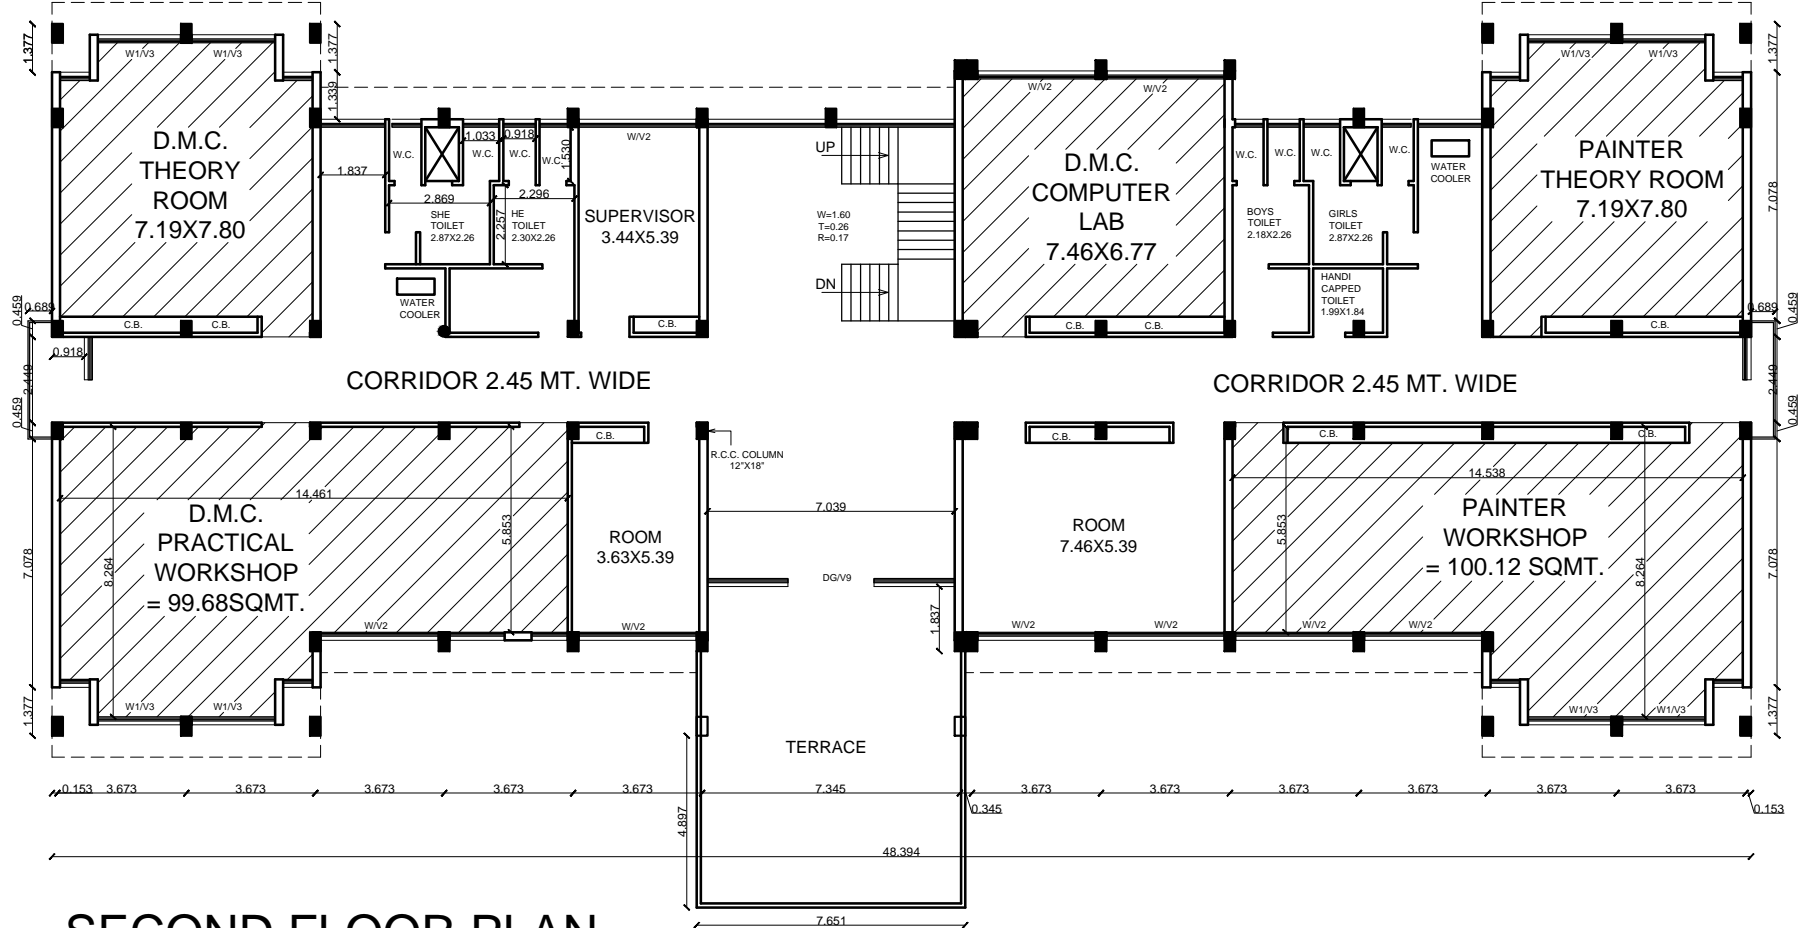 1.377
1.377
1.377
W1/V3 W1/V3
W1/V3 W1/V3
W/V2 W/V2
1.339
D.M.C.
THEORY
ROOM
7.19X7.80
1.033 0.918
W.C. W.C. W.C. W.C.
1.530
W/V2
1.837
2.869
2.296
2.257
SHE
TOILET
2.87X2.26
HE
TOILET
2.30X2.26
SUPERVISOR
3.44X5.39
WATER
COOLER
UP
W=1.60
T=0.26
R=0.17
DN
D.M.C.
COMPUTER
LAB
7.46X6.77
W.C. W.C. W.C. W.C.
WATER
COOLER
BOYS
TOILET
2.18X2.26
GIRLS
TOILET
2.87X2.26
HANDI
CAPPED
TOILET
1.99X1.84
PAINTER
THEORY ROOM
7.19X7.80
7.078
0.459
0.689
C.B. C.B.
C.B.
C.B. C.B.
C.B.
0.689
0.459
0.918
2.449
CORRIDOR 2.45 MT. WIDE
CORRIDOR 2.45 MT. WIDE
2.449
0.459
0.459
C.B.
R.C.C. COLUMN
12"X18"
C.B.
C.B. C.B.
14.461
14.538
D.M.C.
PRACTICAL
WORKSHOP
= 99.68SQMT.
8.264
5.853
7.078
ROOM
3.63X5.39
7.039
DG/V9
1.837
ROOM
7.46X5.39
PAINTER
WORKSHOP
= 100.12 SQMT.
5.853
8.264
7.078
W/V2 W/V2 W/V2 W/V2 W/V2 W/V2
W1/V3 W1/V3
W1/V3 W1/V3
1.377
1.377
TERRACE
0.153 3.673 3.673 3.673 3.673 3.673 7.345 3.673 3.673 3.673 3.673 3.673 3.673
0.345
0.153
4.897
48.394
7.651
SECOND FLOOR PLAN